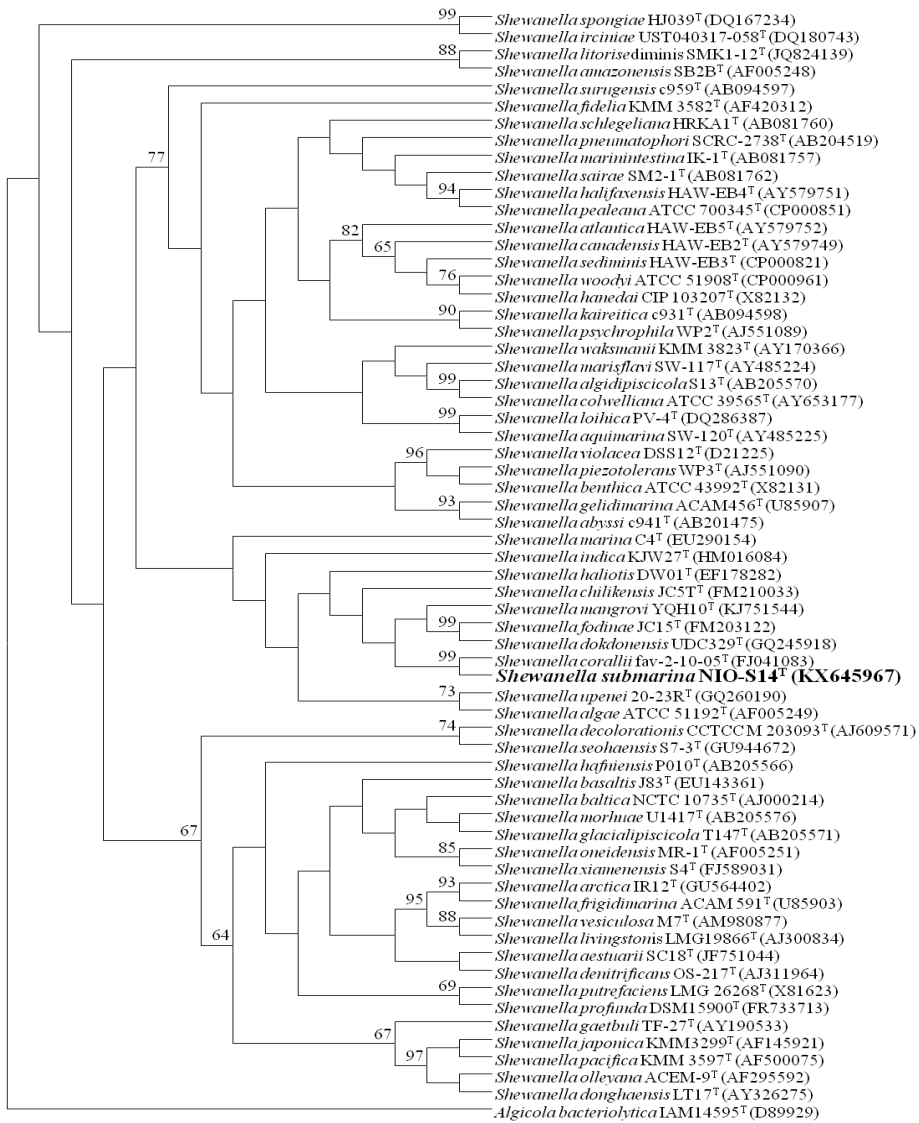 99
Shewanella spongiae HJ039ᵀ (DQ167234)
Shewanella irciniae UST040317-058ᵀ (DQ180743)
88
Shewanella litorisediminis SMK1-12ᵀ (JQ824139)
Shewanella amazonensis SB2Bᵀ (AF005248)
Shewanella surugensis c959ᵀ (AB094597)
Shewanella fidelia KMM 3582ᵀ (AF420312)
Shewanella schlegeliana HRKA1ᵀ (AB081760)
Shewanella pneumatophori SCRC-2738ᵀ (AB204519)
77
Shewanella marinintestina IK-1ᵀ (AB081757)
Shewanella sairae SM2-1ᵀ (AB081762)
94
Shewanella halifaxensis HAW-EB4ᵀ (AY579751)
Shewanella pealeana ATCC 700345ᵀ (CP000851)
82
Shewanella atlantica HAW-EB5ᵀ (AY579752)
65
Shewanella canadensis HAW-EB2ᵀ (AY579749)
Shewanella sediminis HAW-EB3ᵀ (CP000821)
76
Shewanella woodyi ATCC 51908ᵀ (CP000961)
Shewanella hanedai CIP 103207ᵀ (X82132)
90
Shewanella kaireitica c931ᵀ (AB094598)
Shewanella psychrophila WP2ᵀ (AJ551089)
Shewanella waksmanii KMM 3823ᵀ (AY170366)
Shewanella marisflavi SW-117ᵀ (AY485224)
99
Shewanella algidipiscicola S13ᵀ (AB205570)
Shewanella colwelliana ATCC 39565ᵀ (AY653177)
99
Shewanella loihica PV-4ᵀ (DQ286387)
Shewanella aquimarina SW-120ᵀ (AY485225)
96
Shewanella violacea DSS12ᵀ (D21225)
Shewanella piezotolerans WP3ᵀ (AJ551090)
Shewanella benthica ATCC 43992ᵀ (X82131)
93
Shewanella gelidimarina ACAM456ᵀ (U85907)
Shewanella abyssi c941ᵀ (AB201475)
Shewanella marina C4ᵀ (EU290154)
Shewanella indica KJW27ᵀ (HM016084)
Shewanella haliotis DW01ᵀ (EF178282)
Shewanella chilikensis JC5Tᵀ (FM210033)
Shewanella mangrovi YQH10ᵀ (KJ751544)
99
Shewanella fodinae JC15ᵀ (FM203122)
Shewanella dokdonensis UDC329ᵀ (GQ245918)
99
Shewanella corallii fav-2-10-05ᵀ (FJ041083)
Shewanella submarina NIO-S14ᵀ (KX645967)
73
Shewanella upenei 20-23Rᵀ (GQ260190)
Shewanella algae ATCC 51192ᵀ (AF005249)
74
Shewanella decolorationis CCTCC M 203093ᵀ (AJ609571)
Shewanella seohaensis S7-3ᵀ (GU944672)
Shewanella hafniensis P010ᵀ (AB205566)
Shewanella basaltis J83ᵀ (EU143361)
Shewanella baltica NCTC 10735ᵀ (AJ000214)
67
Shewanella morhuae U1417ᵀ (AB205576)
Shewanella glacialipiscicola T147ᵀ (AB205571)
85
Shewanella oneidensis MR-1ᵀ (AF005251)
Shewanella xiamenensis S4ᵀ (FJ589031)
93
Shewanella arctica IR12ᵀ (GU564402)
95
Shewanella frigidimarina ACAM 591ᵀ (U85903)
88
Shewanella vesiculosa M7ᵀ (AM980877)
64
Shewanella livingstonis LMG19866ᵀ (AJ300834)
Shewanella aestuarii SC18ᵀ (JF751044)
Shewanella denitrificans OS-217ᵀ (AJ311964)
69
Shewanella putrefaciens LMG 26268ᵀ (X81623)
Shewanella profunda DSM15900ᵀ (FR733713)
67
Shewanella gaetbuli TF-27ᵀ (AY190533)
Shewanella japonica KMM3299ᵀ (AF145921)
97
Shewanella pacifica KMM 3597ᵀ (AF500075)
Shewanella olleyana ACEM-9ᵀ (AF295592)
Shewanella donghaensis LT17ᵀ (AY326275)
Algicola bacteriolytica IAM14595ᵀ (D89929)